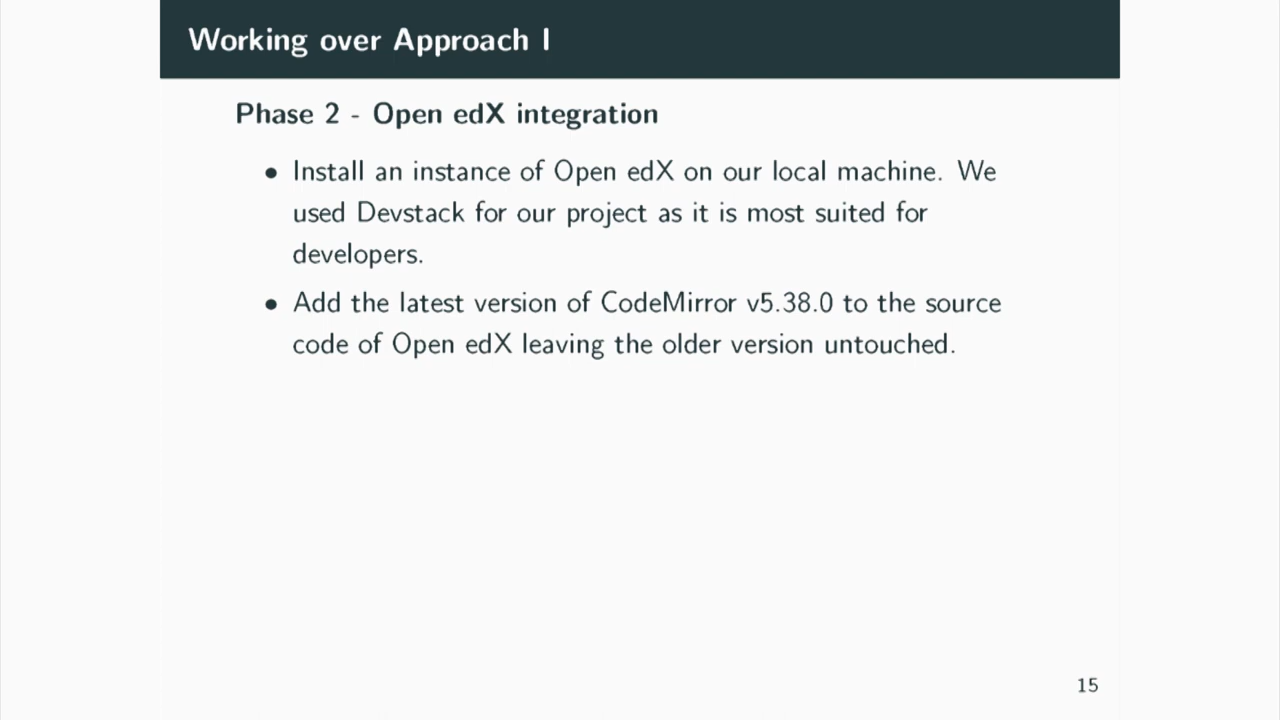 Working over Approach I
Phase 2 - Open edX integration
• Install an instance of Open edX on our local machine. We
used Devstack for our project as it is most suited for
developers.
• Add the latest version of CodeMirror v5.38.0 to the source
code of Open edX leaving the older version untouched.
15